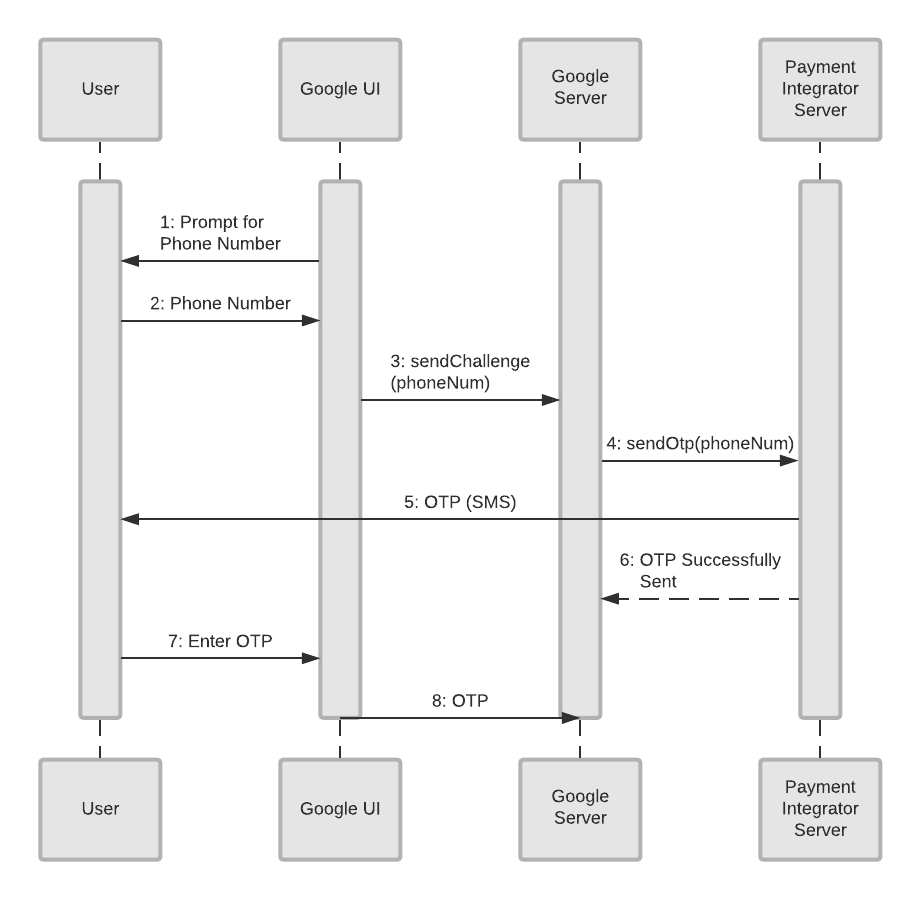 User
Google UI
Google
Server
Payment
Integrator
Server
1: Prompt for
Phone Number
2: Phone Number
3: sendChallenge
(phoneNum)
4: sendOtp(phoneNum)
5: OTP (SMS)
6: OTP Successfully
Sent
7: Enter OTP
8: OTP
User
Google UI
Google
Server
Payment
Integrator
Server